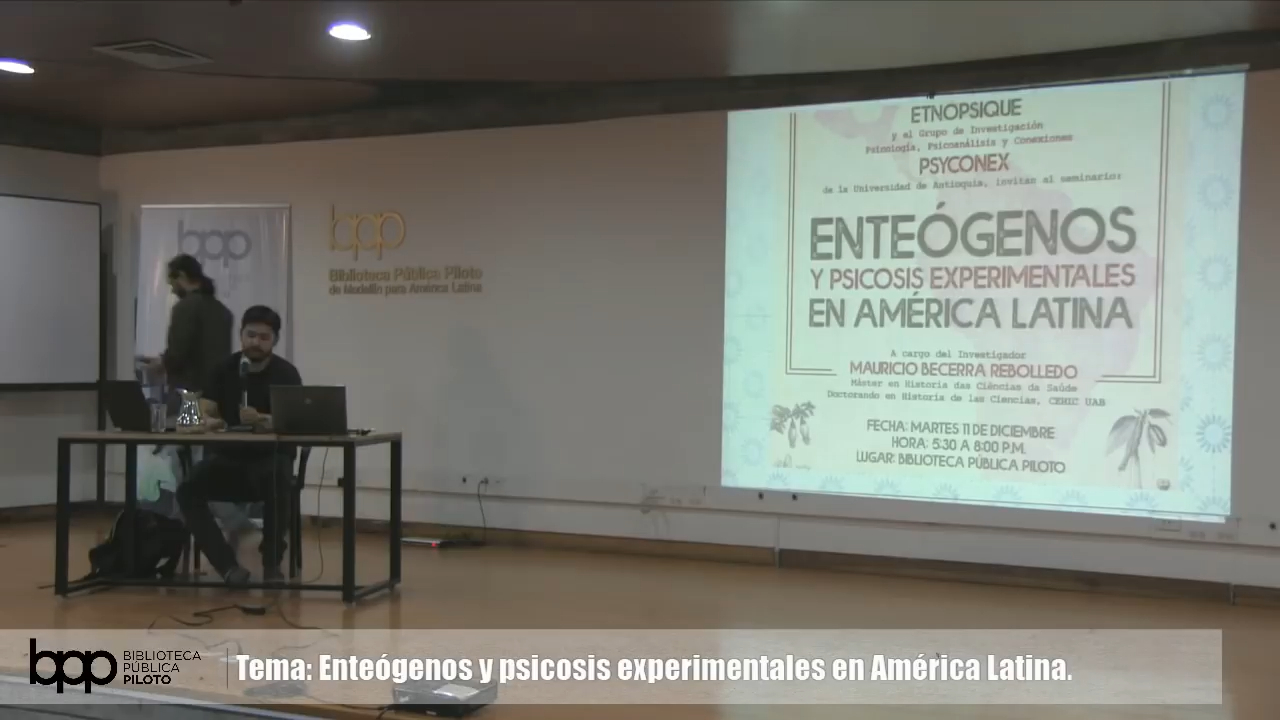 bpp
bpp
Biblioteca Pública Piloto
de Medellín para América Latina
ETNOPSIQUE
y el Grupo de Investigación
Psicología, Psicoanálisis y Conexiones
PSYCONEX
de la Universidad de Antioquia, invitan al seminario:
ENTEÓGENOS
Y PSICOSIS EXPERIMENTALES
EN AMÉRICA LATINA
A cargo del Investigador
MAURICIO BECERRA REBOLLEDO
Máster en Historia das Ciências da Saúde
Doctorando en Historia de las Ciencias, CEHIC UAB
FECHA: MARTES 11 DE DICIEMBRE
HORA: 5:30 A 8:00 P.M.
LUGAR: BIBLIOTECA PÚBLICA PILOTO
bpp
BIBLIOTECA
PÚBLICA
PILOTO
Tema: Enteógenos y psicosis experimentales en América Latina.